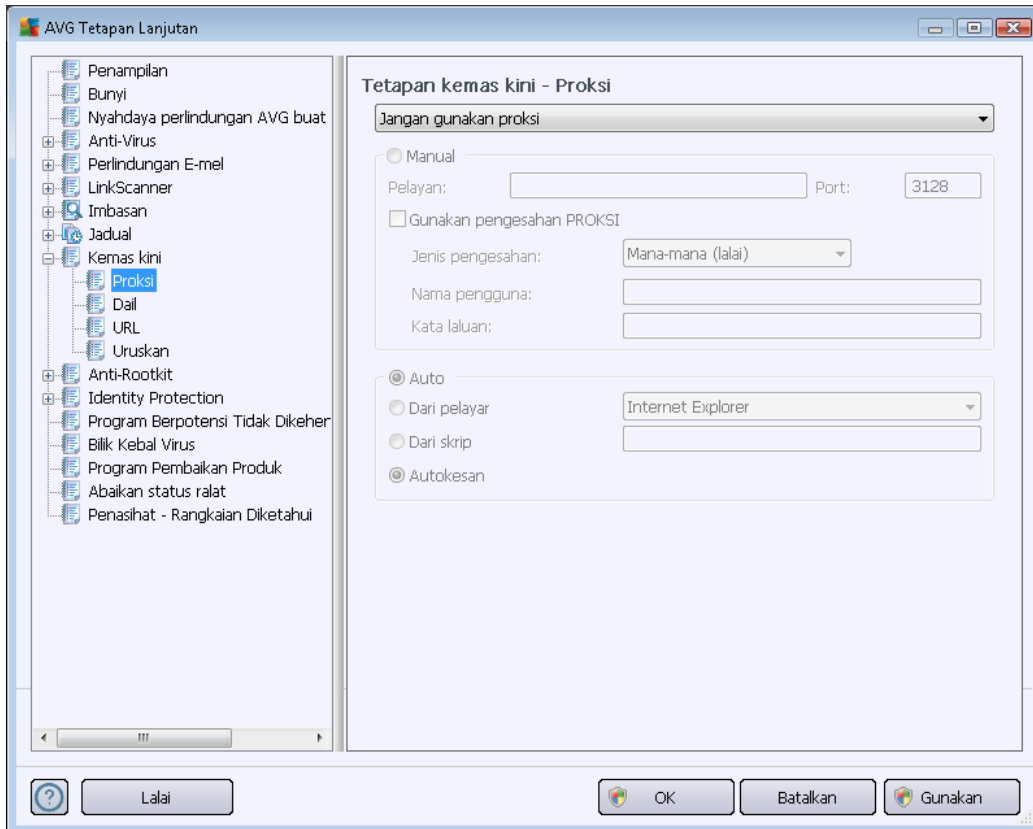 AVG Tetapan Lanjutan
Penampilan
Bunyi
Nyahdaya perlindungan AVG buat
Anti-Virus
Perlindungan E-mel
LinkScanner
Imbasan
Jadual
Kemas kini
Proksi
Dail
URL
Uruskan
Anti-Rootkit
Identity Protection
Program Berpotensi Tidak Dikeher
Bilik Kebal Virus
Program Pembaikan Produk
Abaikan status ralat
Penasihat - Rangkaian Diketahui
Tetapan kemas kini - Proksi
Jangan gunakan proksi
Manual
Pelayan: Port: 3128
Gunakan pengesahan PROKSI
Jenis pengesahan: Mana-mana (lalai)
Nama pengguna:
Kata laluan:
Auto
Dari pelayar Internet Explorer
Dari skrip
Autokesan
Lalai OK Batalkan Gunakan